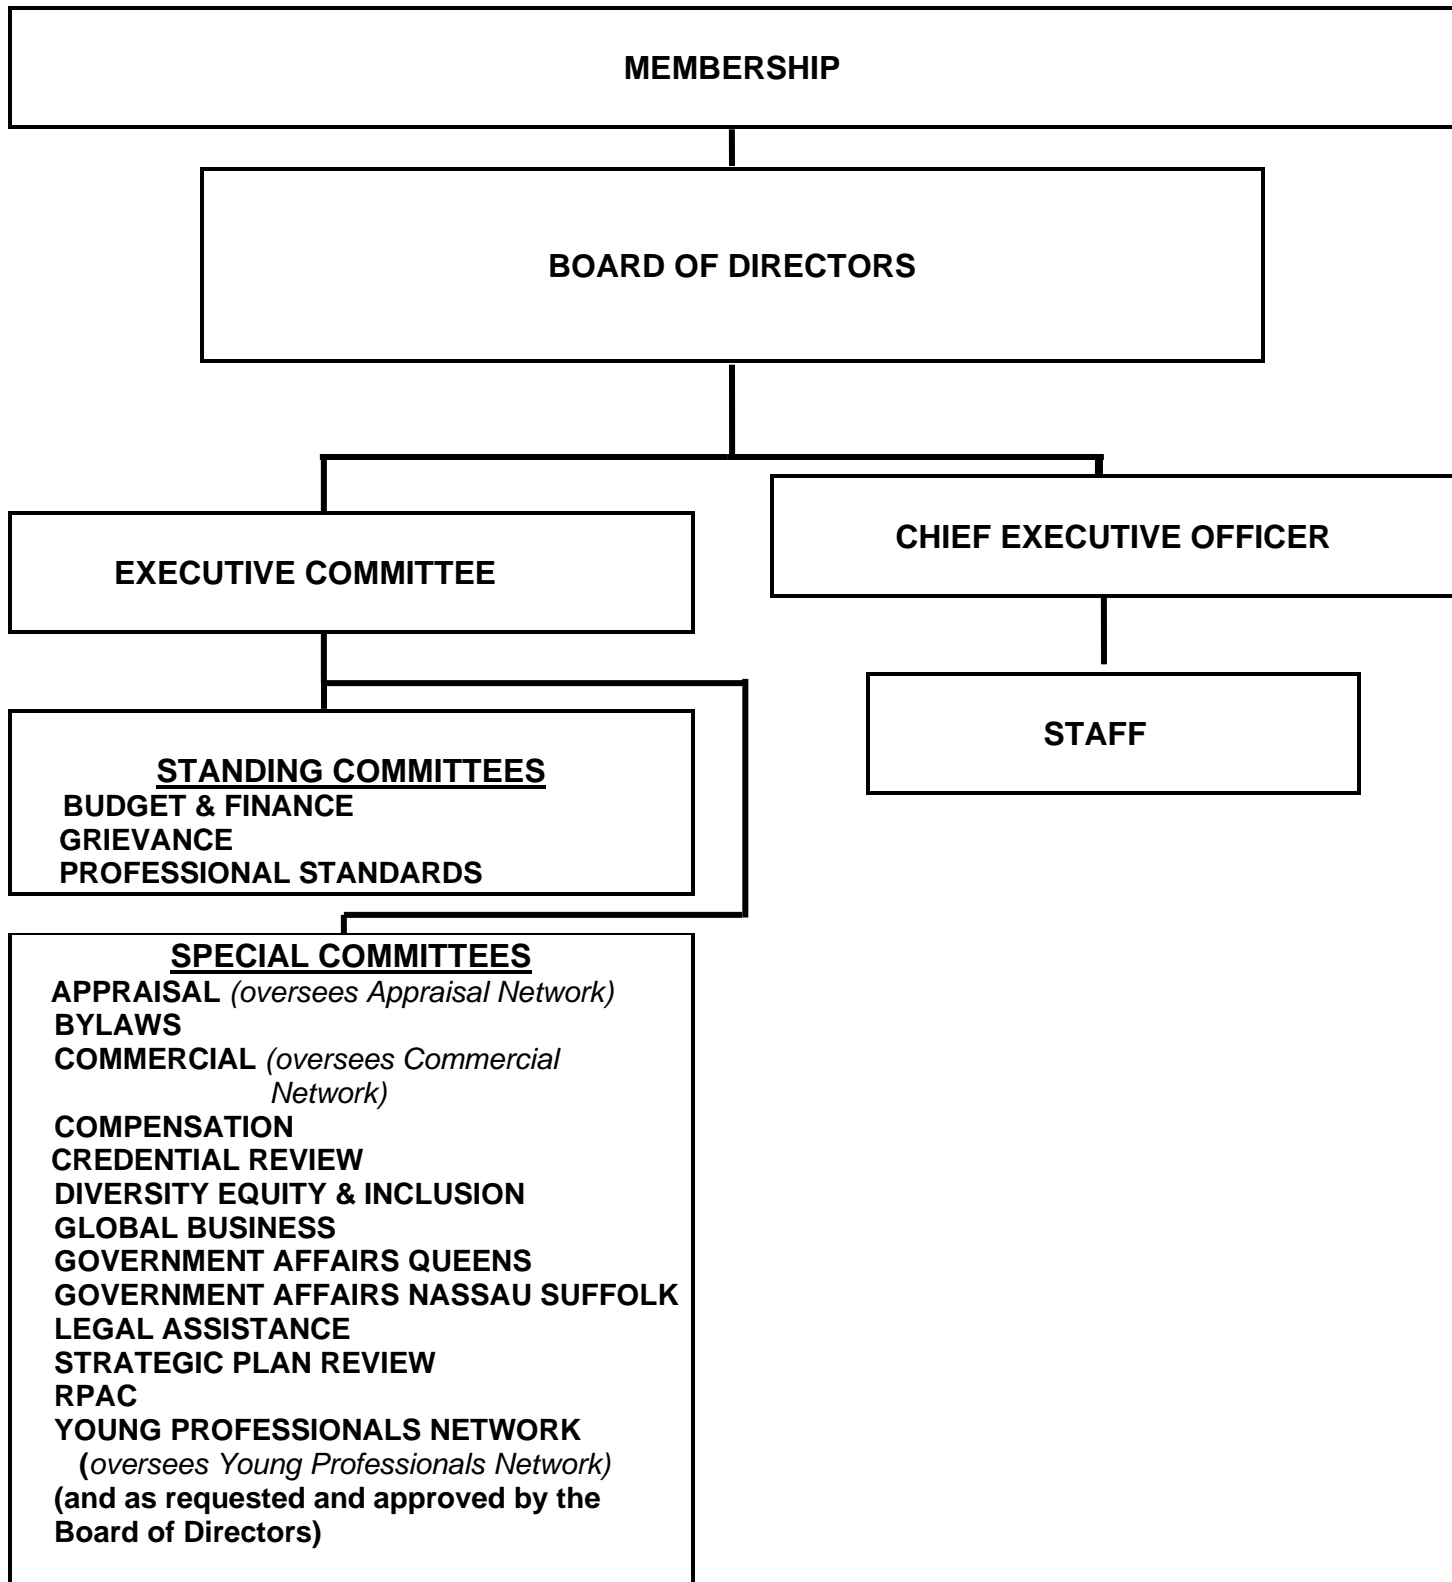 MEMBERSHIP
BOARD OF DIRECTORS
EXECUTIVE COMMITTEE
CHIEF EXECUTIVE OFFICER
STAFF
STANDING COMMITTEES
BUDGET & FINANCE
GRIEVANCE
PROFESSIONAL STANDARDS
SPECIAL COMMITTEES
APPRAISAL (oversees Appraisal Network)
BYLAWS
COMMERCIAL (oversees Commercial
Network)
COMPENSATION
CREDENTIAL REVIEW
DIVERSITY EQUITY & INCLUSION
GLOBAL BUSINESS
GOVERNMENT AFFAIRS QUEENS
GOVERNMENT AFFAIRS NASSAU SUFFOLK
LEGAL ASSISTANCE
STRATEGIC PLAN REVIEW
RPAC
YOUNG PROFESSIONALS NETWORK
(oversees Young Professionals Network)
(and as requested and approved by the
Board of Directors)